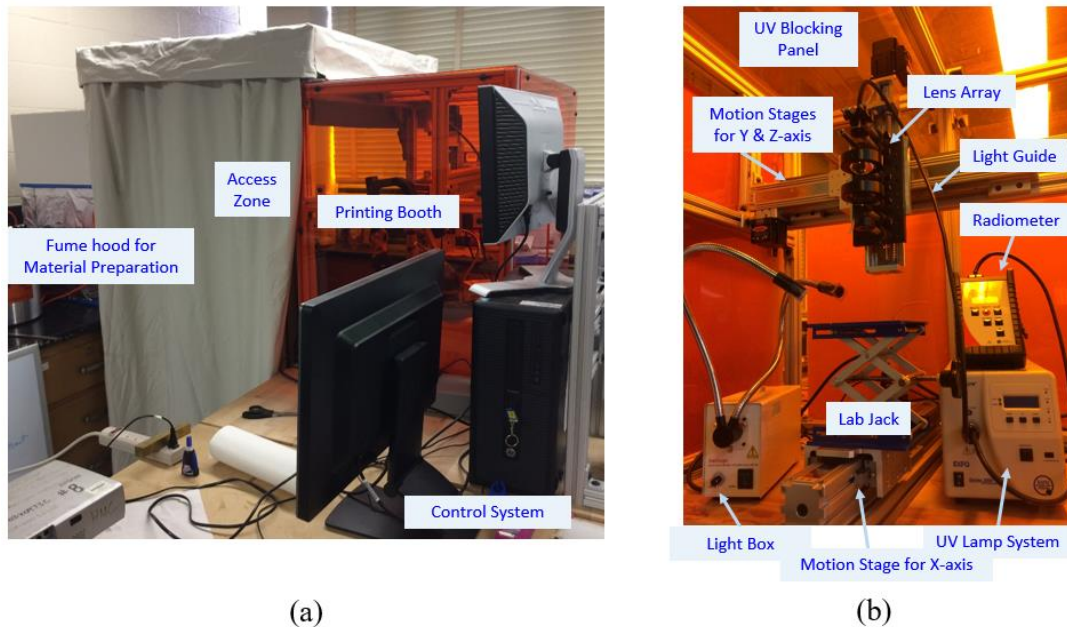 Access
Zone
Printing Booth
Fume hood for
Material Preparation
Control System
(a)
UV Blocking
Panel
Lens Array
Motion Stages
for Y & Z-axis
Light Guide
Radiometer
Lab Jack
EXFO
Light Box
UV Lamp System
Motion Stage for X-axis
(b)